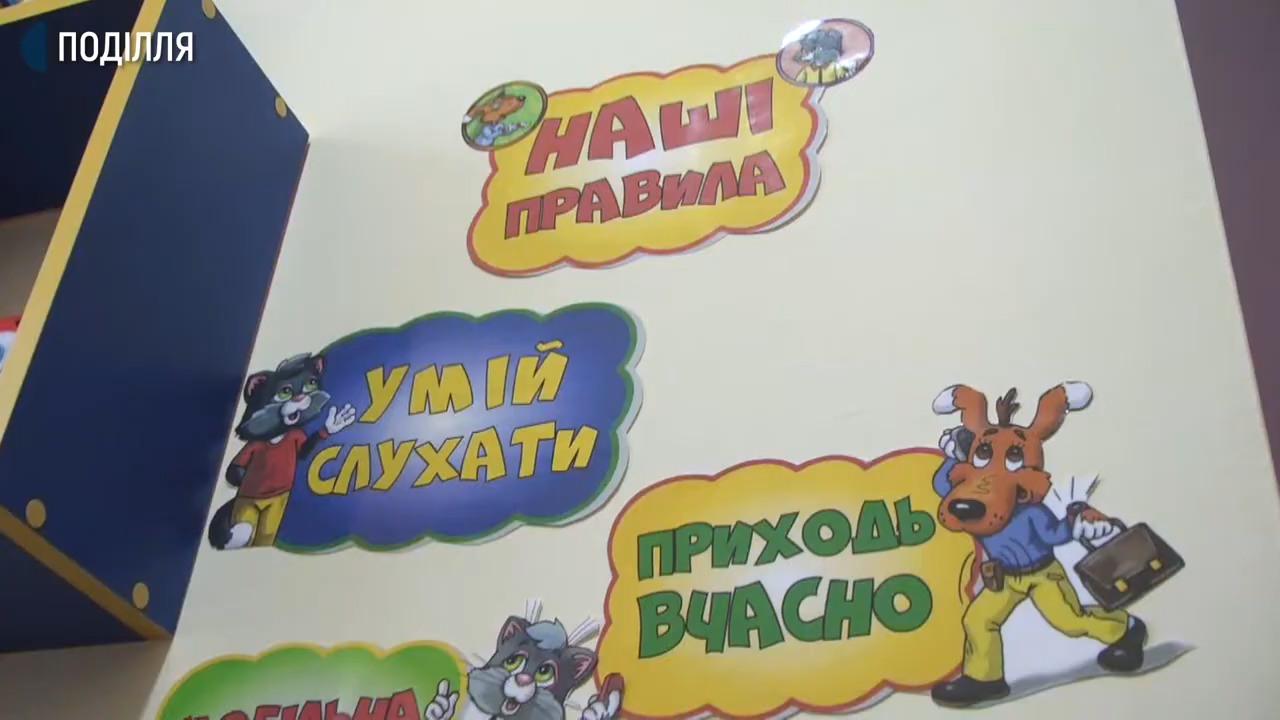 ПОДІЛЛЯ
НАШІ
ПРАВИЛА
УМІЙ
СЛУХАТИ
ПРИХОДЬ
ВЧАСНО